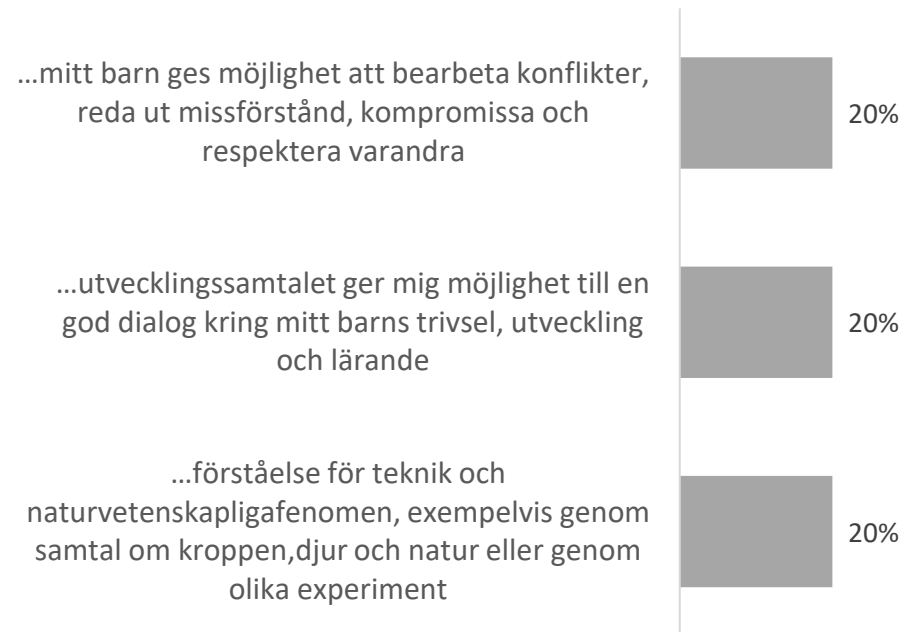 …mitt barn ges möjlighet att bearbeta konflikter,
reda ut missförstånd, kompromissa och
respektera varandra
20%
…utvecklingssamtalet ger mig möjlighet till en
god dialog kring mitt barns trivsel, utveckling
och lärande
20%
…förståelse för teknik och
naturvetenskapligafenomen, exempelvis genom
samtal om kroppen,djur och natur eller genom
olika experiment
20%